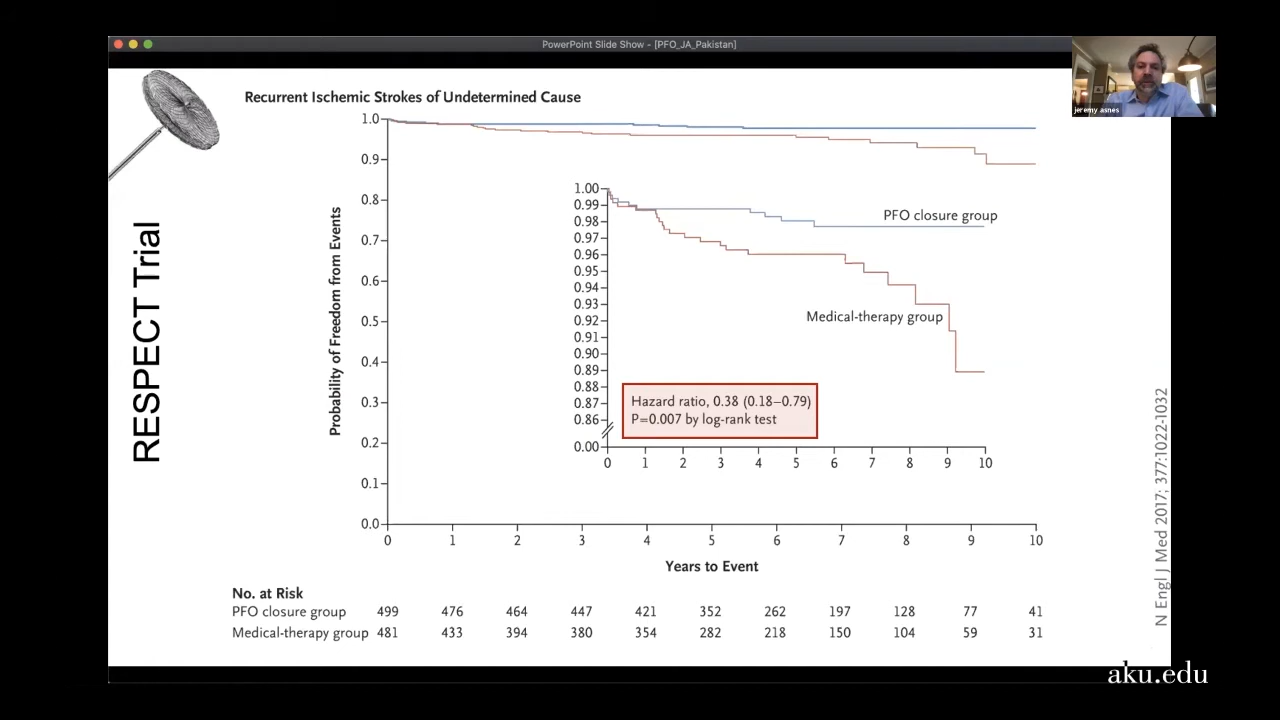 PowerPoint Slide Show - [PFO_JA_Pakistan]
jeremy asnes
RESPECT Trial
Recurrent Ischemic Strokes of Undetermined Cause
Probability of Freedom from Events
1.0
0.9
0.8
0.7
0.6
0.5
0.4
0.3
0.2
0.1
0.0
0 1 2 3 4 5 6 7 8 9 10
Years to Event
1.00
0.99
0.98
0.97
0.96
0.95
0.94
0.93
0.92
0.91
0.90
0.89
0.88
0.87
0.86
0.00
0 1 2 3 4 5 6 7 8 9 10
PFO closure group
Medical-therapy group
Hazard ratio, 0.38 (0.18–0.79)
P=0.007 by log-rank test
No. at Risk
PFO closure group 499 476 464 447 421 352 262 197 128 77 41
Medical-therapy group 481 433 394 380 354 282 218 150 104 59 31
N Engl J Med 2017; 377:1022-1032
aku.edu